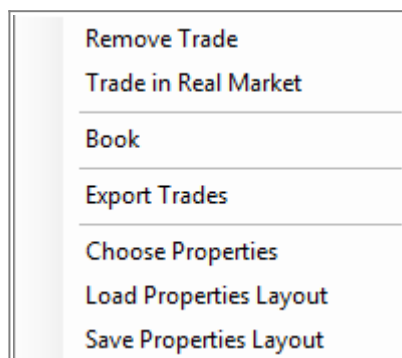 Remove Trade
Trade in Real Market
Book
Export Trades
Choose Properties
Load Properties Layout
Save Properties Layout